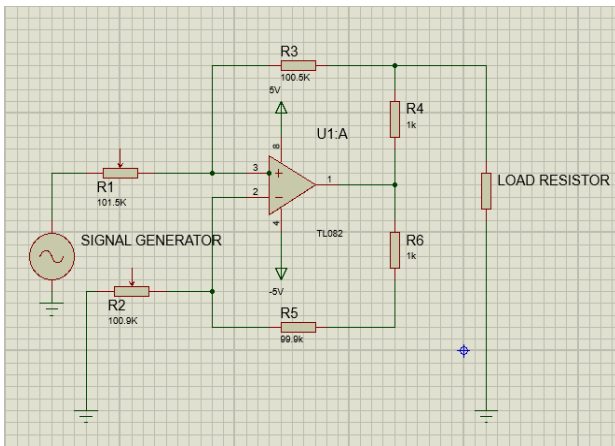 R3
100.5K
5V
R4
1k
U1:A
8
3
2
1
4
TL082
R1
101.5K
LOAD RESISTOR
SIGNAL GENERATOR
R6
1k
-5V
R2
100.9K
R5
99.9k